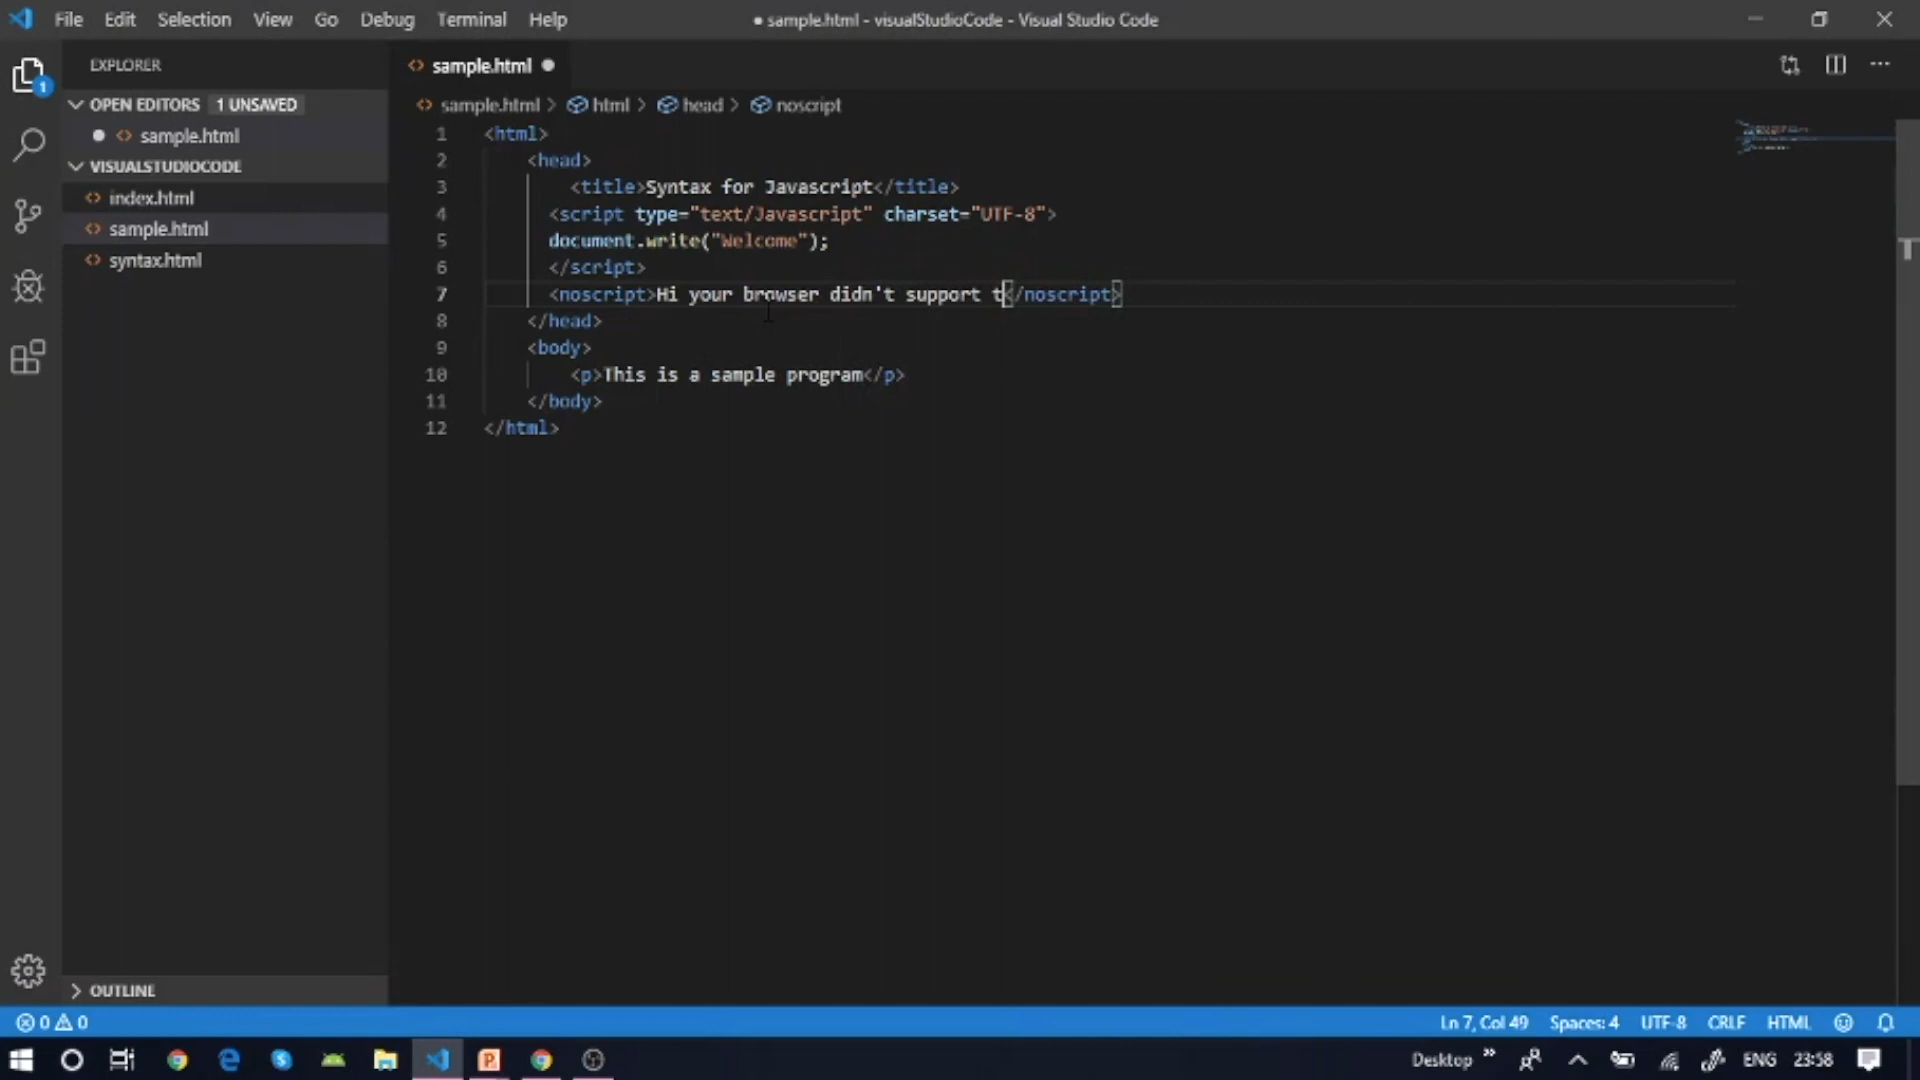 File Edit Selection View Go Debug Terminal Help ● sample.html - visualStudioCode - Visual Studio Code
EXPLORER
1
OPEN EDITORS 1 UNSAVED
sample.html
VISUALSTUDIOCODE
index.html
sample.html
syntax.html
OUTLINE
sample.html
sample.html > html > head > noscript
1 <html>
2 <head>
3 <title>Syntax for Javascript</title>
4 <script type="text/Javascript" charset="UTF-8">
5 document.write("Welcome");
6 </script>
7 <noscript>Hi your browser didn't support t</noscript>
8 </head>
9 <body>
10 <p>This is a sample program</p>
11 </body>
12 </html>
0 0 Ln 7, Col 49 Spaces: 4 UTF-8 CRLF HTML
Desktop » ENG 23:58